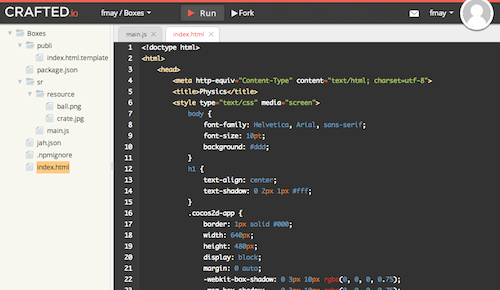 CRAFTED.io
fmay / Boxes
Run
Fork
fmay
Boxes
publi
index.html.template
package.json
sr
resource
ball.png
crate.jpg
main.js
jah.json
.npmignore
index.html
main.js x
index.html x
1 <!doctype html>
2 <html>
3 <head>
4 <meta http-equiv="Content-Type" content="text/html; charset=utf-8">
5 <title>Physics</title>
6 <style type="text/css" media="screen">
7 body {
8 font-family: Helvetica, Arial, sans-serif;
9 font-size: 10pt;
10 background: #ddd;
11 }
12 h1 {
13 text-align: center;
14 text-shadow: 0 2px 1px #fff;
15 }
16 .cocos2d-app {
17 border: 1px solid #000;
18 width: 640px;
19 height: 480px;
20 display: block;
21 margin: 0 auto;
22 -webkit-box-shadow: 0 3px 10px rgba(0, 0, 0, 0.75);
23